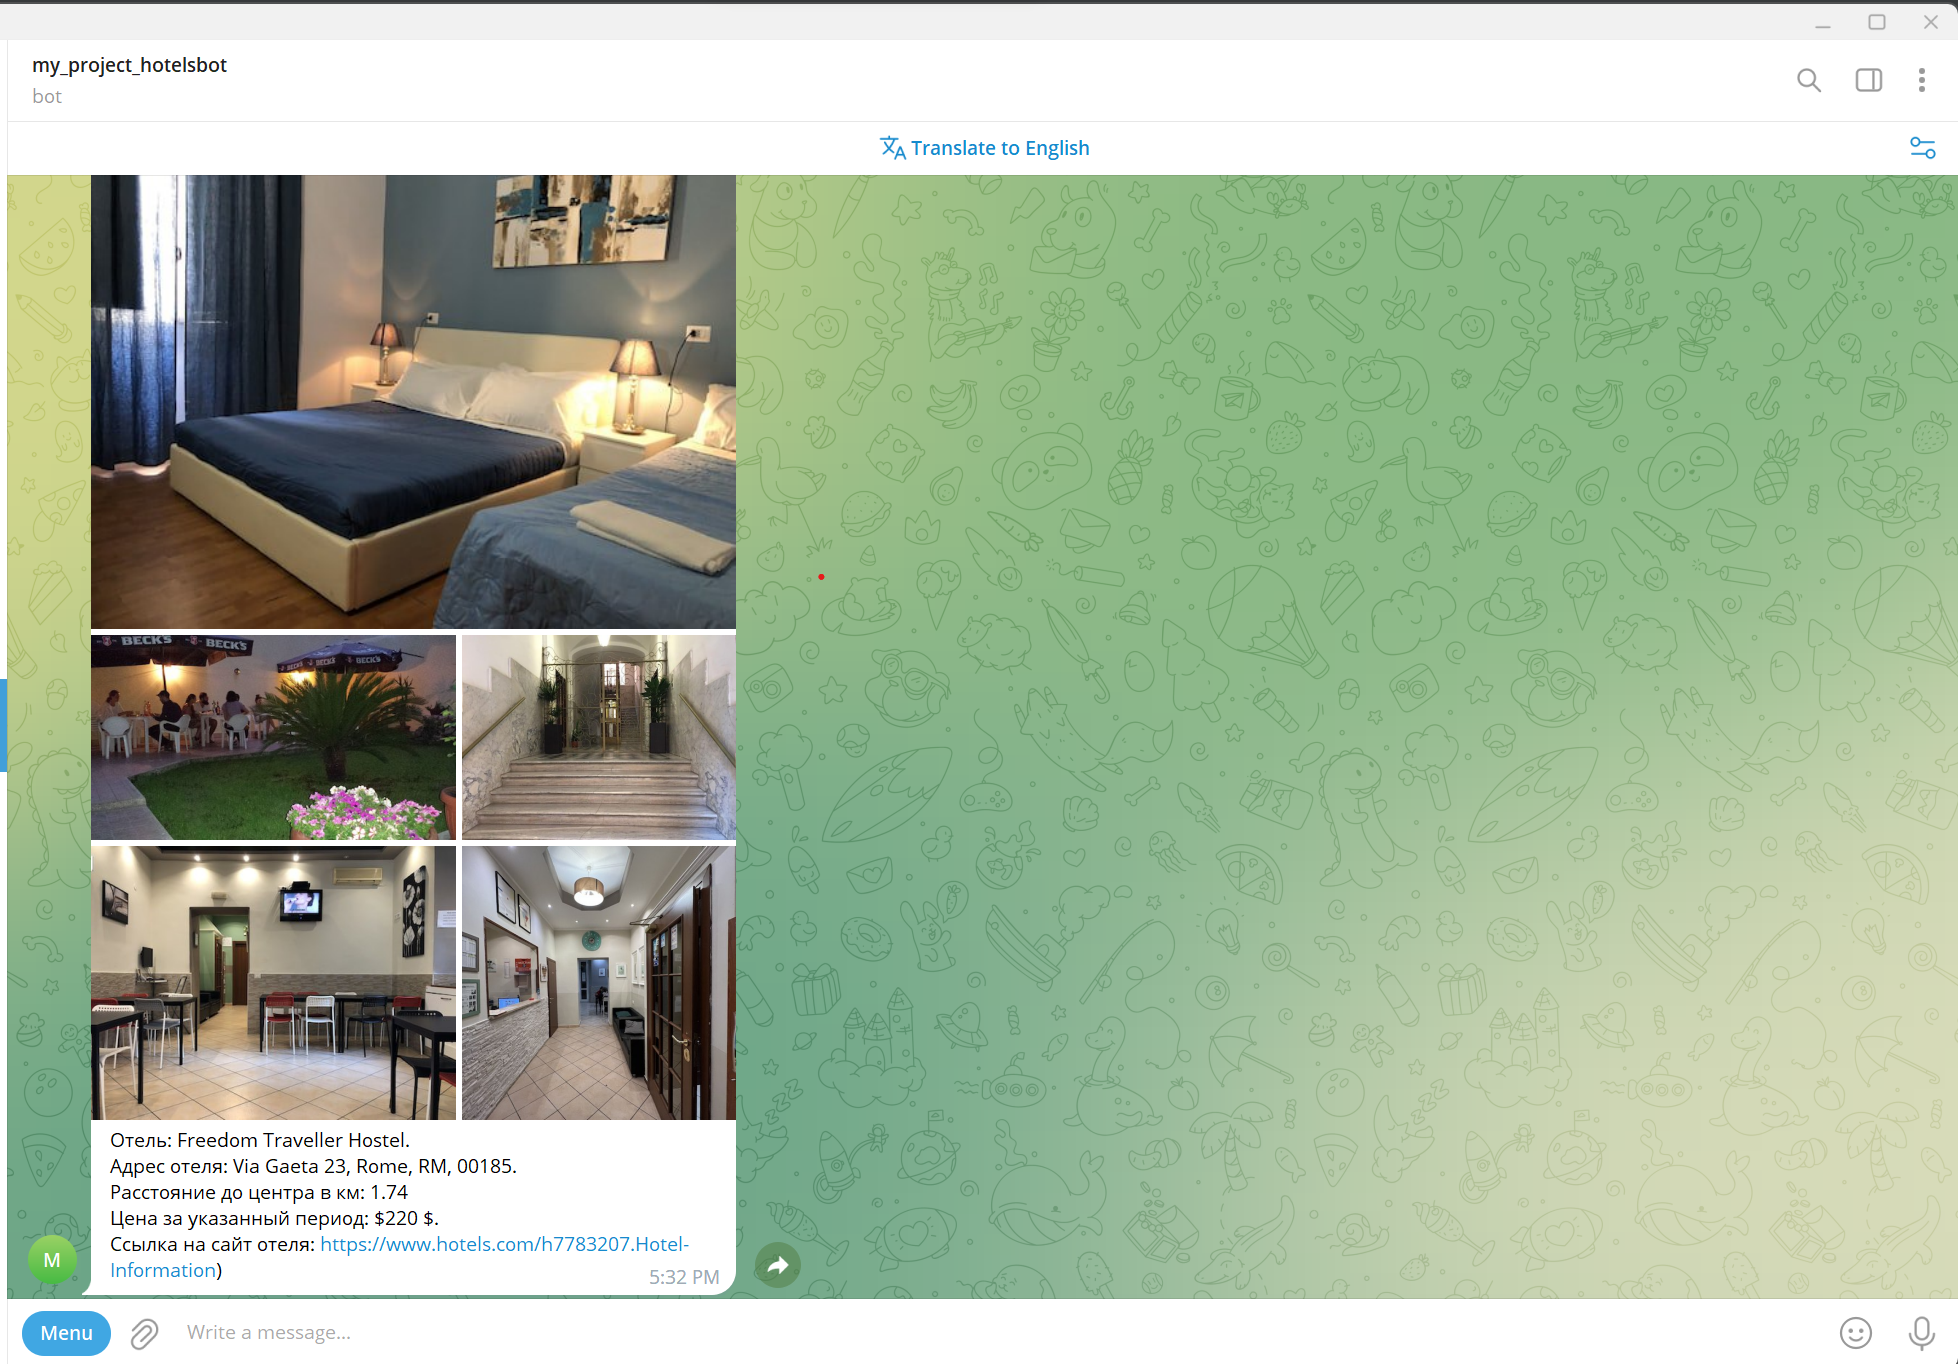 my_project_hotelsbot
bot
Translate to English
BECK'S BECK'S
BECK'S BECK'S BECK'S
Отель: Freedom Traveller Hostel.
Адрес отеля: Via Gaeta 23, Rome, RM, 00185.
Расстояние до центра в км: 1.74
Цена за указанный период: $220 $.
Ссылка на сайт отеля: https://www.hotels.com/h7783207.Hotel-
Information)
5:32 PM
M
Menu
Write a message...